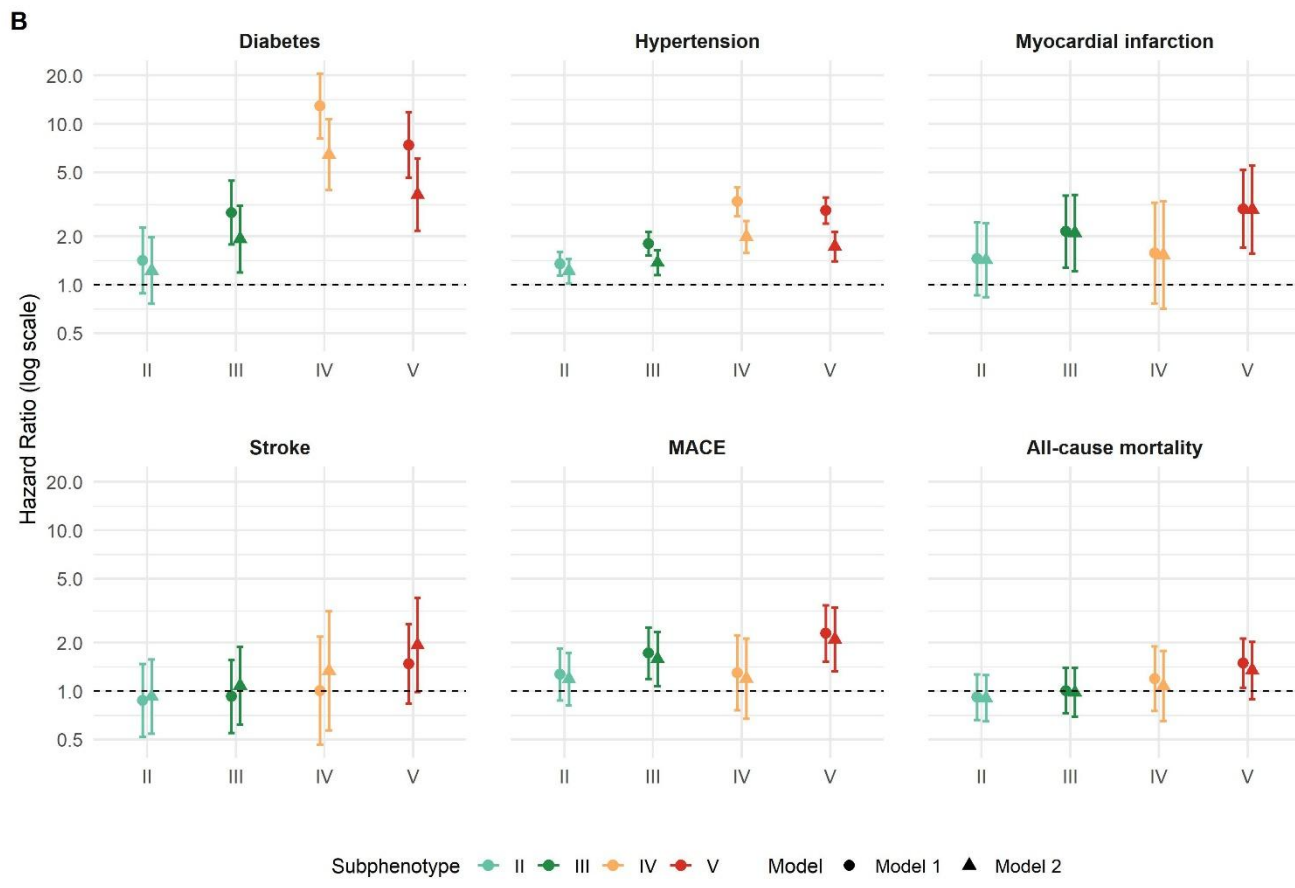 B
Diabetes Hypertension Myocardial infarction
Hazard Ratio (log scale)
20.0
10.0
5.0
2.0
1.0
0.5
II III IV V II III IV V II III IV V
Stroke MACE All-cause mortality
20.0
10.0
5.0
2.0
1.0
0.5
II III IV V II III IV V II III IV V
Subphenotype II III IV V Model Model 1 Model 2